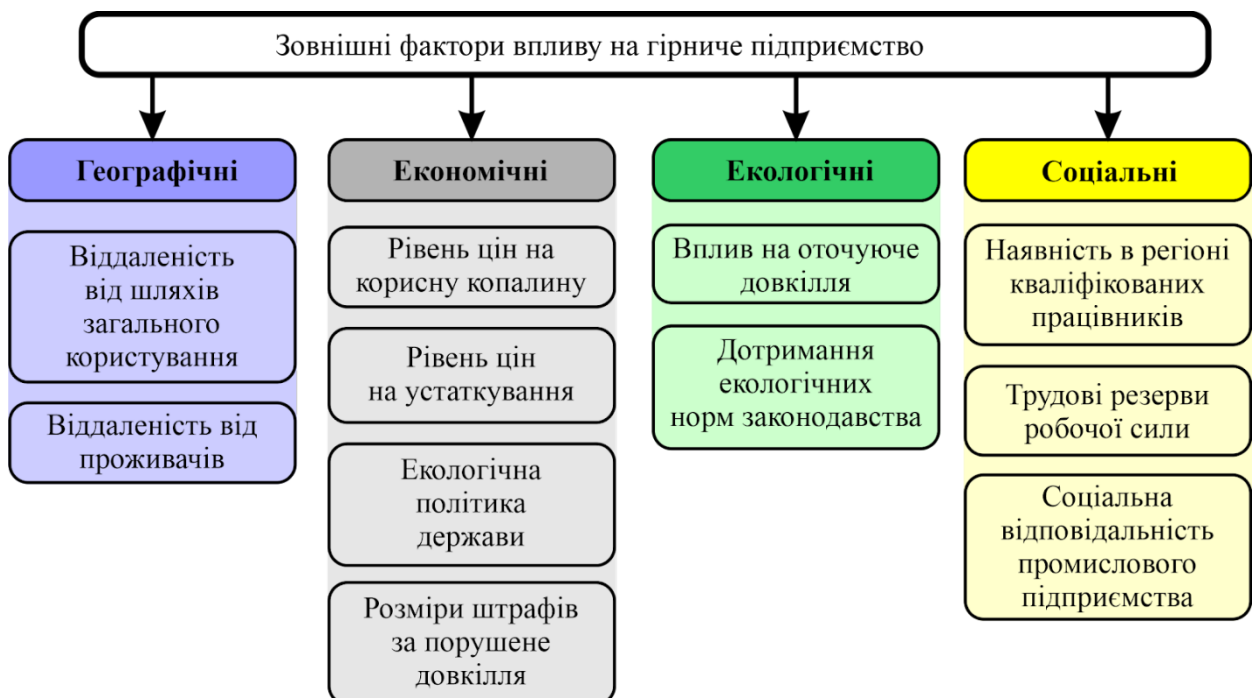 Зовнішні фактори впливу на гірниче підприємство
Географічні
Віддаленість
від шляхів
загального
користування
Віддаленість від
проживачів
Економічні
Рівень цін на
корисну копалину
Рівень цін
на устаткування
Екологічна
політика
держави
Розміри штрафів
за порушене
довкілля
Екологічні
Вплив на оточуюче
довкілля
Дотримання
екологічних
норм законодавства
Соціальні
Наявність в регіоні
кваліфікованих
працівників
Трудові резерви
робочої сили
Соціальна
відповідальність
промислового
підприємства